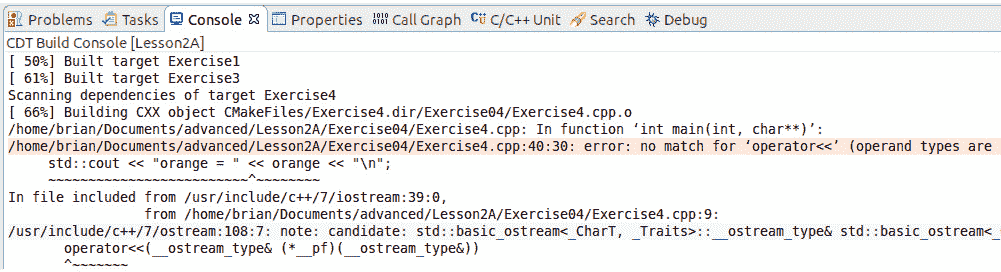 Problems Tasks Console Properties Call Graph C/C++ Unit Search Debug
CDT Build Console [Lesson2A]
[ 50%] Built target Exercise1
[ 61%] Built target Exercise3
Scanning dependencies of target Exercise4
[ 66%] Building CXX object CMakeFiles/Exercise4.dir/Exercise04/Exercise4.cpp.o
/home/brian/Documents/advanced/Lesson2A/Exercise04/Exercise4.cpp: In function ‘int main(int, char**)’:
/home/brian/Documents/advanced/Lesson2A/Exercise04/Exercise4.cpp:40:30: error: no match for ‘operator<<’ (operand types are
std::cout << "orange = " << orange << "\n";
~~~~~~~~~~~~~~~~~~~~~~~~~^~~~~~~~~
In file included from /usr/include/c++/7/iostream:39:0,
from /home/brian/Documents/advanced/Lesson2A/Exercise04/Exercise4.cpp:9:
/usr/include/c++/7/ostream:108:7: note: candidate: std::basic_ostream<_CharT, _Traits>::__ostream_type& std::basic_ostream<_
operator<<(__ostream_type& (*__pf)(__ostream_type&))
^~~~~~~~